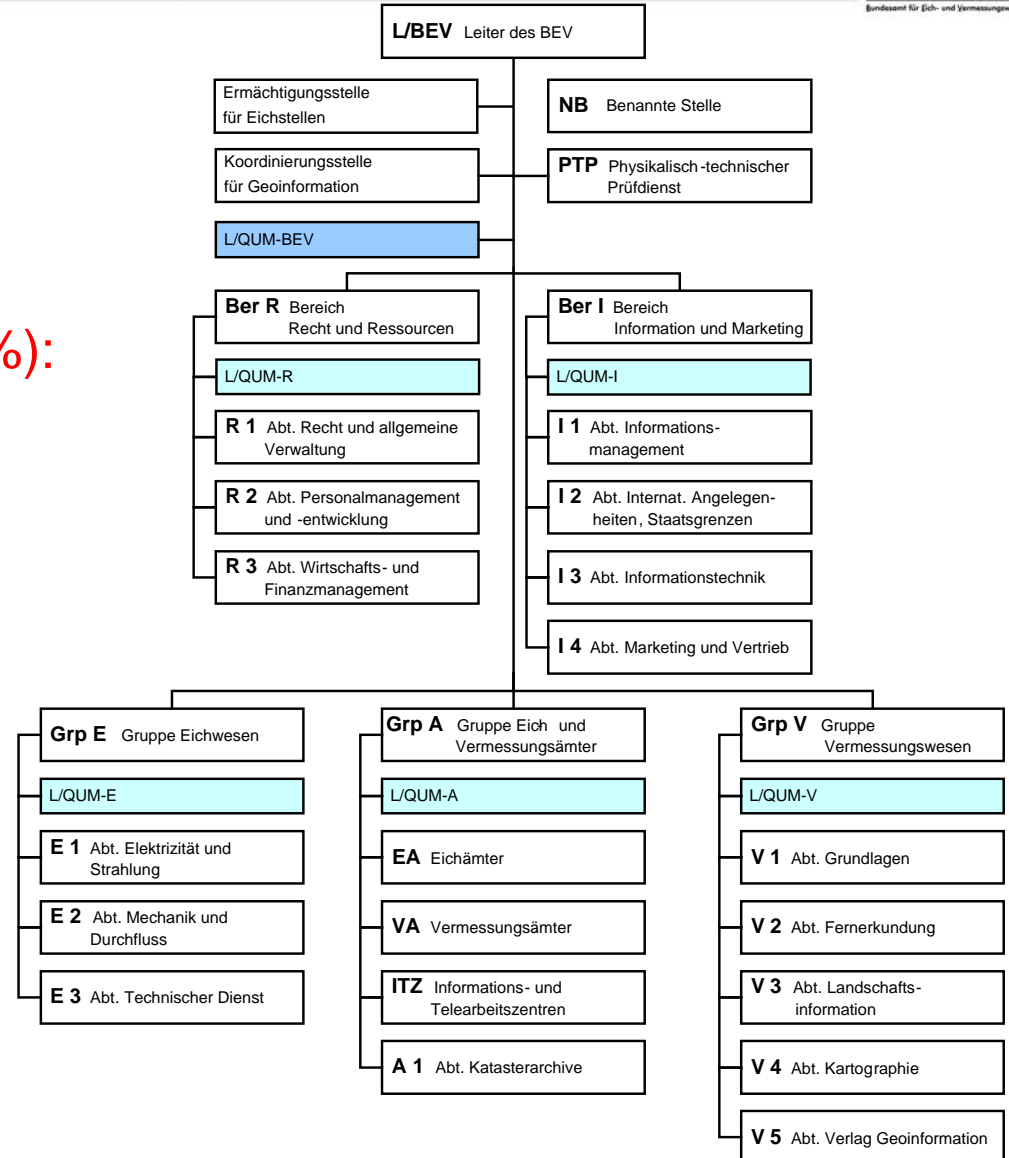 Bundesamt für Eich- und Vermessungswesen
L/BEV Leiter des BEV
Ermächtigungsstelle
für Eichstellen
NB Benannte Stelle
Koordinierungsstelle
für Geoinformation
PTP Physikalisch-technischer
Prüfdienst
L/QUM-BEV
%):
Ber R Bereich
Recht und Ressourcen
L/QUM-R
R 1 Abt. Recht und allgemeine
Verwaltung
R 2 Abt. Personalmanagement
und -entwicklung
R 3 Abt. Wirtschafts- und
Finanzmanagement
Ber I Bereich
Information und Marketing
L/QUM-I
I 1 Abt. Informations-
management
I 2 Abt. Internat. Angelegen-
heiten, Staatsgrenzen
I 3 Abt. Informationstechnik
I 4 Abt. Marketing und Vertrieb
Grp E Gruppe Eichwesen
L/QUM-E
E 1 Abt. Elektrizität und
Strahlung
E 2 Abt. Mechanik und
Durchfluss
E 3 Abt. Technischer Dienst
Grp A Gruppe Eich und
Vermessungsämter
L/QUM-A
EA Eichämter
VA Vermessungsämter
ITZ Informations- und
Telearbeitszentren
A 1 Abt. Katasterarchive
Grp V Gruppe
Vermessungswesen
L/QUM-V
V 1 Abt. Grundlagen
V 2 Abt. Fernerkundung
V 3 Abt. Landschafts-
information
V 4 Abt. Kartographie
V 5 Abt. Verlag Geoinformation